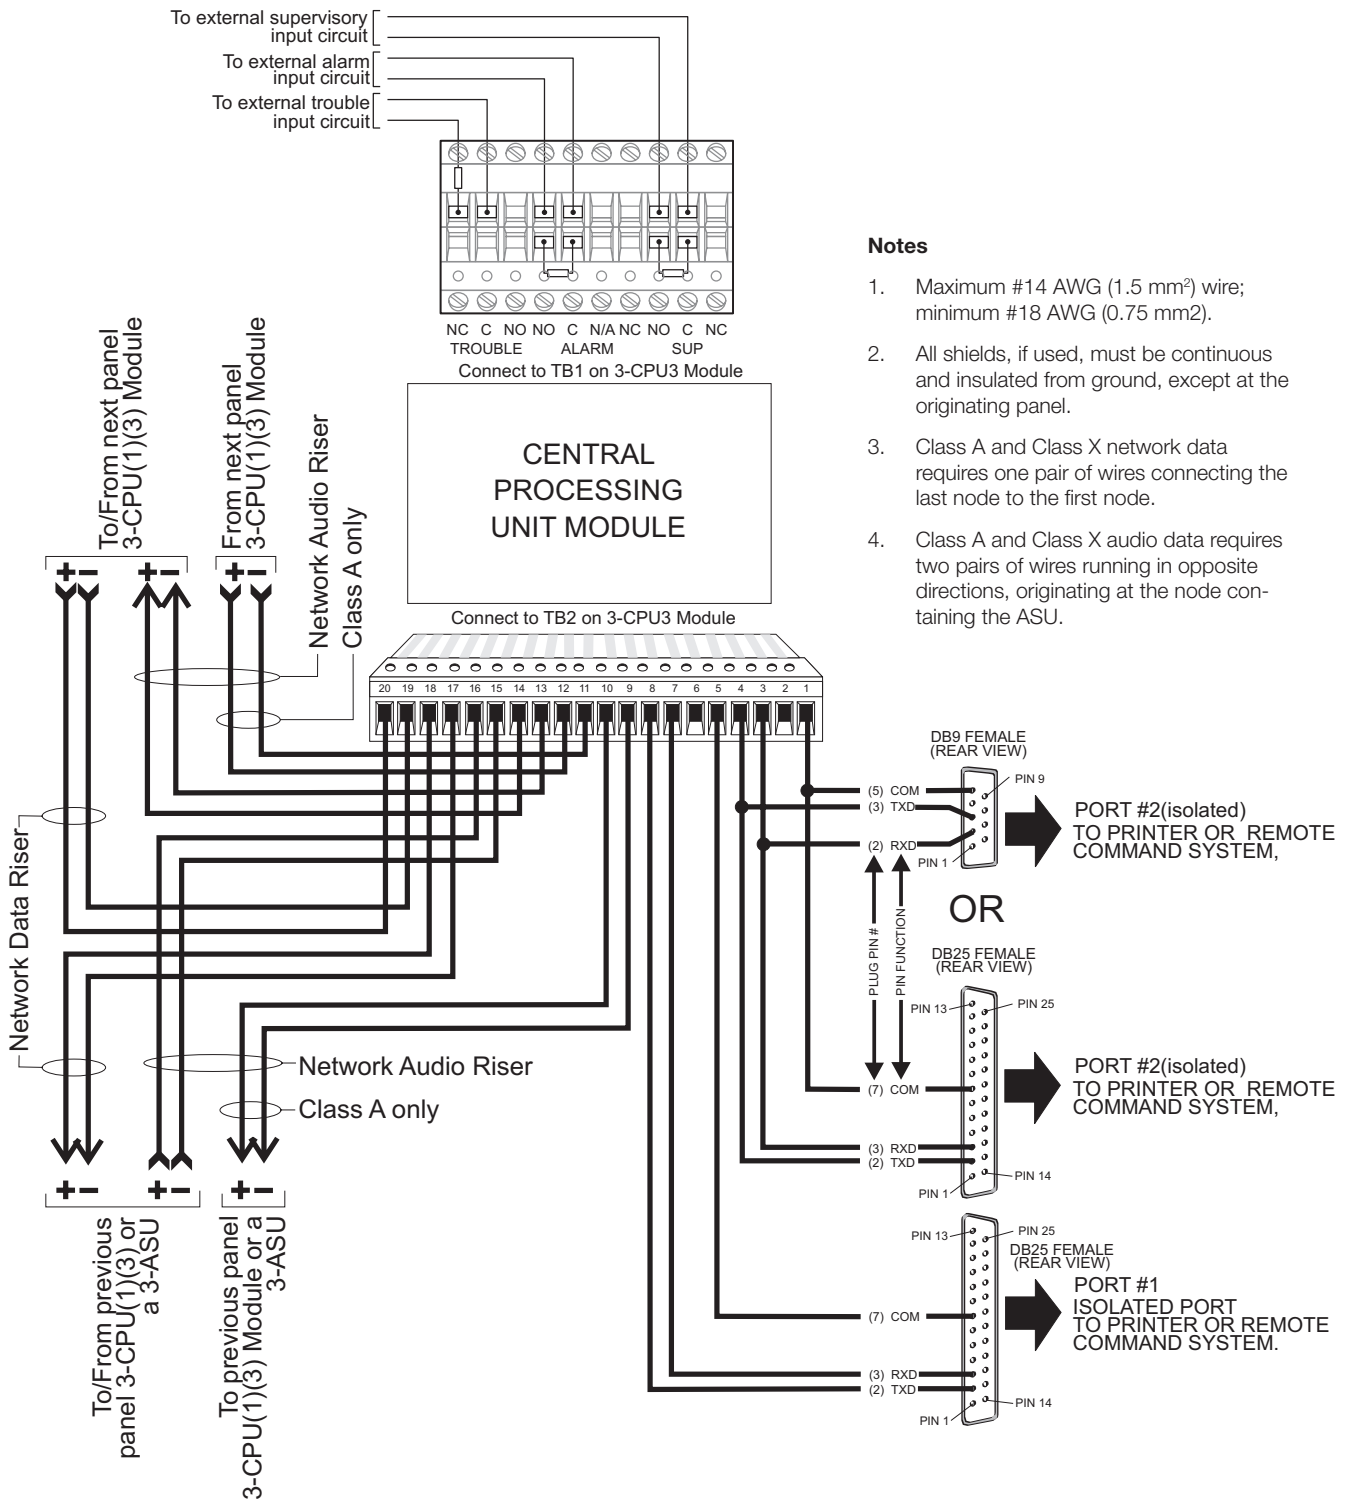 To external supervisory
input circuit
To external alarm
input circuit
To external trouble
input circuit
NC C NO NO C N/A NC NO C NC
TROUBLE ALARM SUP
Connect to TB1 on 3-CPU3 Module
CENTRAL
PROCESSING
UNIT MODULE
Connect to TB2 on 3-CPU3 Module
20 19 18 17 16 15 14 13 12 11 10 9 8 7 6 5 4 3 2 1
Notes
1. Maximum #14 AWG (1.5 mm²) wire;
minimum #18 AWG (0.75 mm2).
2. All shields, if used, must be continuous
and insulated from ground, except at the
originating panel.
3. Class A and Class X network data
requires one pair of wires connecting the
last node to the first node.
4. Class A and Class X audio data requires
two pairs of wires running in opposite
directions, originating at the node con-
taining the ASU.
To/From next panel
3-CPU(1)(3) Module
From next panel
3-CPU(1)(3) Module
Network Audio Riser
Class A only
+ − + − + −
Network Data Riser
Network Audio Riser
Class A only
+ − + − + −
To/From previous
panel 3-CPU(1)(3) or
a 3-ASU
To previous panel
3-CPU(1)(3) Module or a
3-ASU
DB9 FEMALE
(REAR VIEW)
PIN 9
(5) COM
(3) TXD
(2) RXD
PIN 1
PORT #2(isolated)
TO PRINTER OR REMOTE
COMMAND SYSTEM,
PLUG PIN #
PIN FUNCTION
OR
DB25 FEMALE
(REAR VIEW)
PIN 13
PIN 25
(7) COM
(3) RXD
(2) TXD
PIN 1
PIN 14
PORT #2(isolated)
TO PRINTER OR REMOTE
COMMAND SYSTEM,
PIN 13
PIN 25
DB25 FEMALE
(REAR VIEW)
(7) COM
(3) RXD
(2) TXD
PIN 1
PIN 14
PORT #1
ISOLATED PORT
TO PRINTER OR REMOTE
COMMAND SYSTEM.